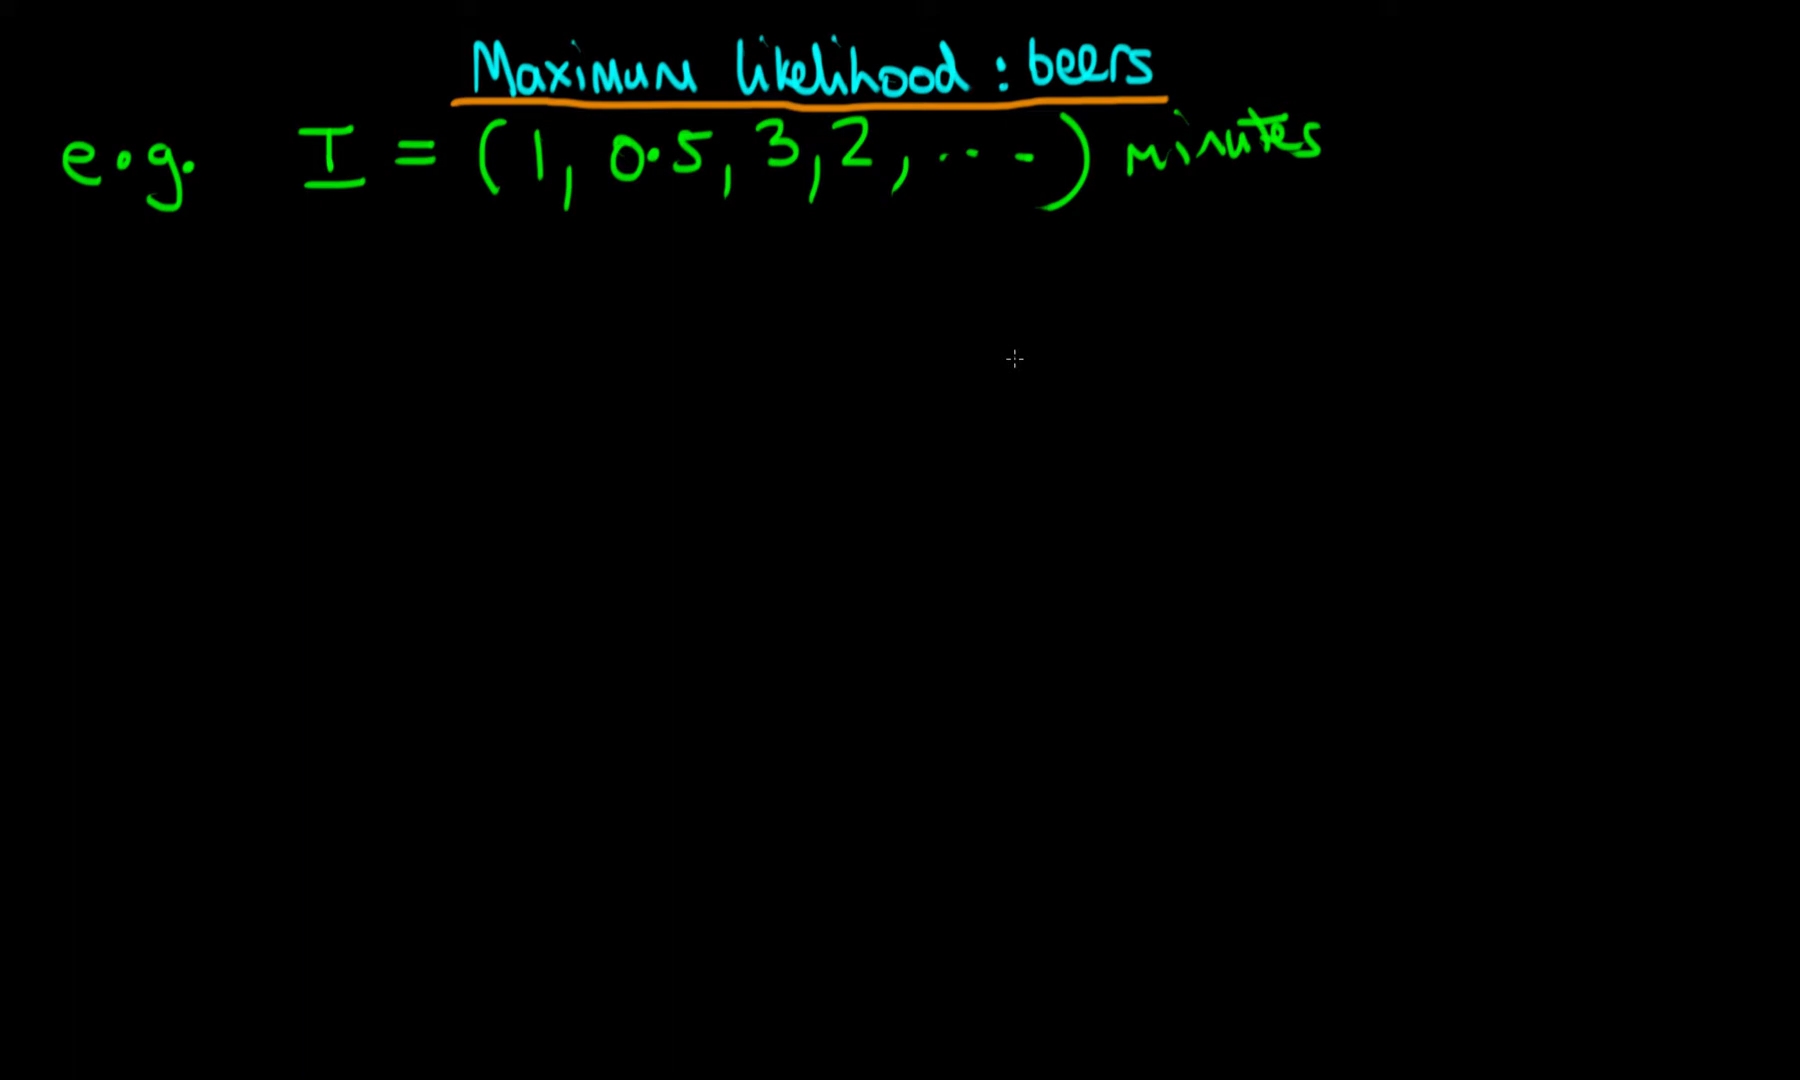 Maximum likelihood : beers
e.g. T = (1, 0.5, 3, 2, ... ) minutes